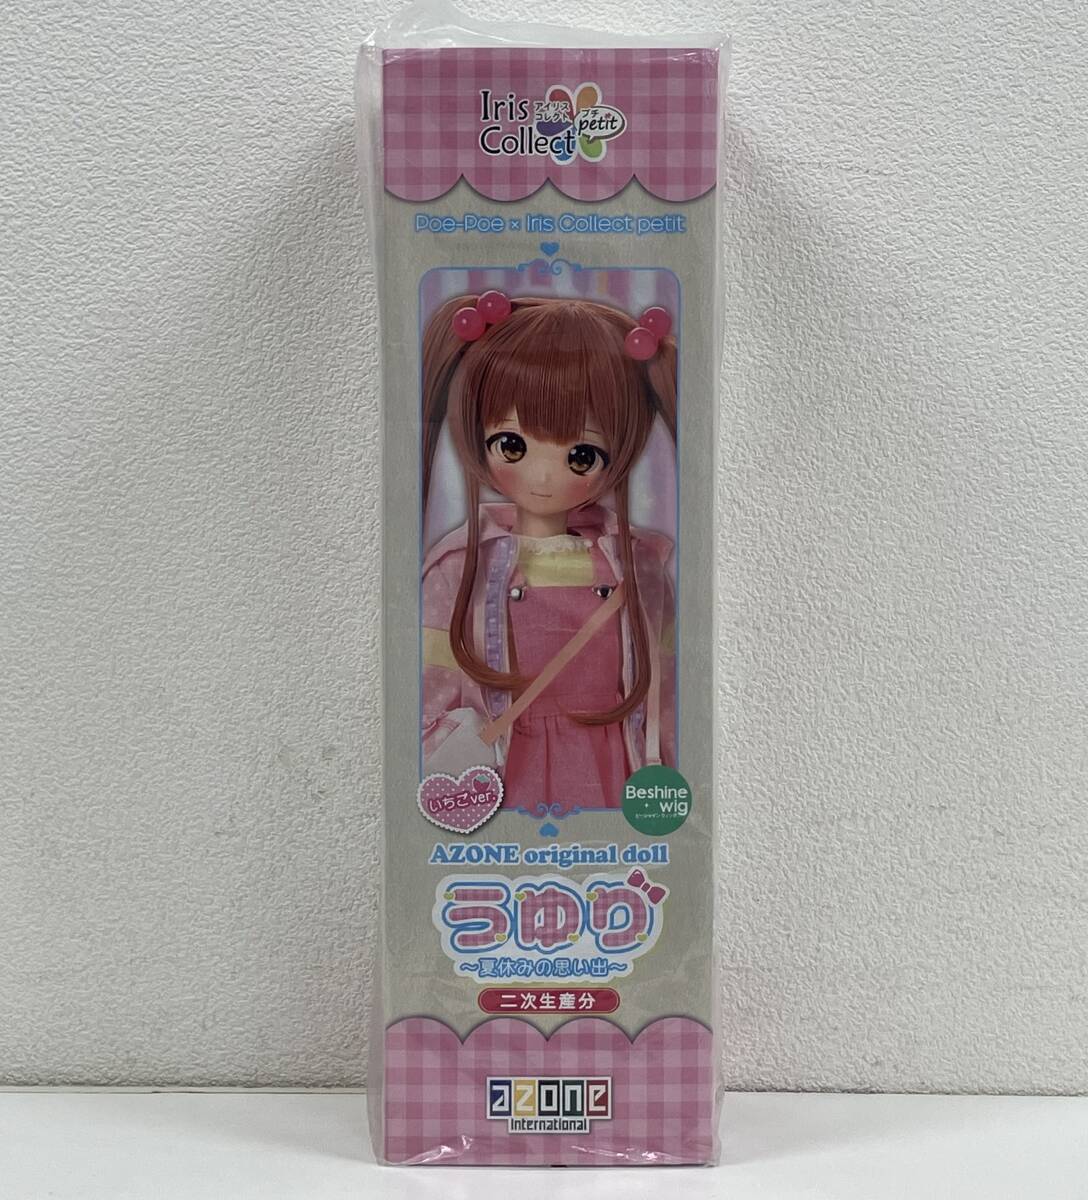 Iris
Collect
アイリス
コレクト
プチ
petit
Poe-Poe × Iris Collect petit
いちごver.
Beshine
wig
AZONE original doll
うゆり
～夏休みの思い出～
二次生産分
azone
International